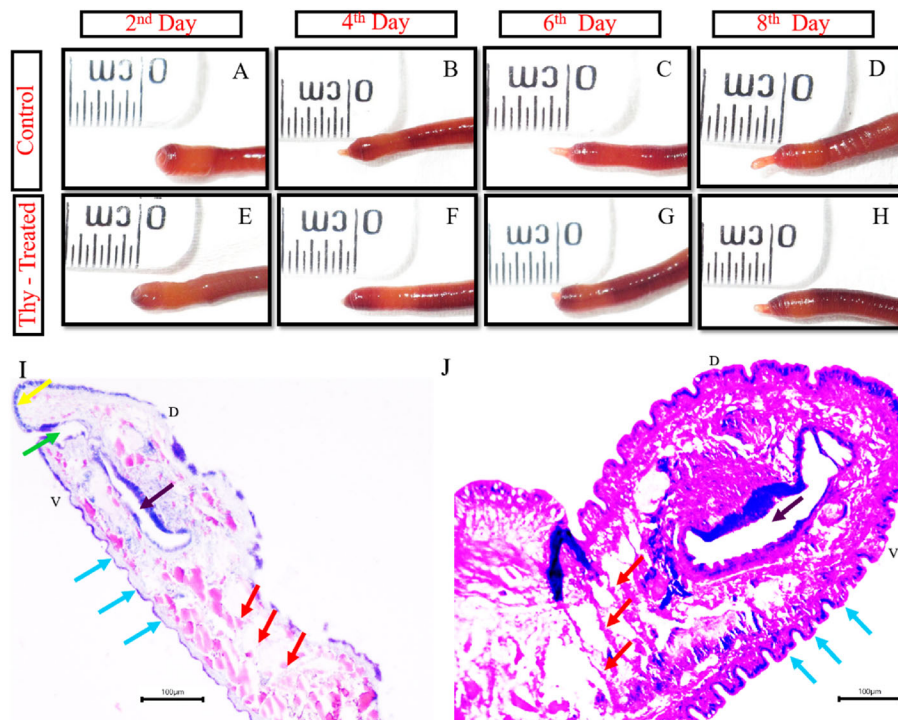 2nd Day 4th Day 6th Day 8th Day
Control
cm 0 A
cm 0 B
cm 0 C
cm 0 D
Thy - Treated
cm 0 E
cm 0 F
cm 0 G
cm 0 H
I
D
V
100μm
J
D
V
100μm